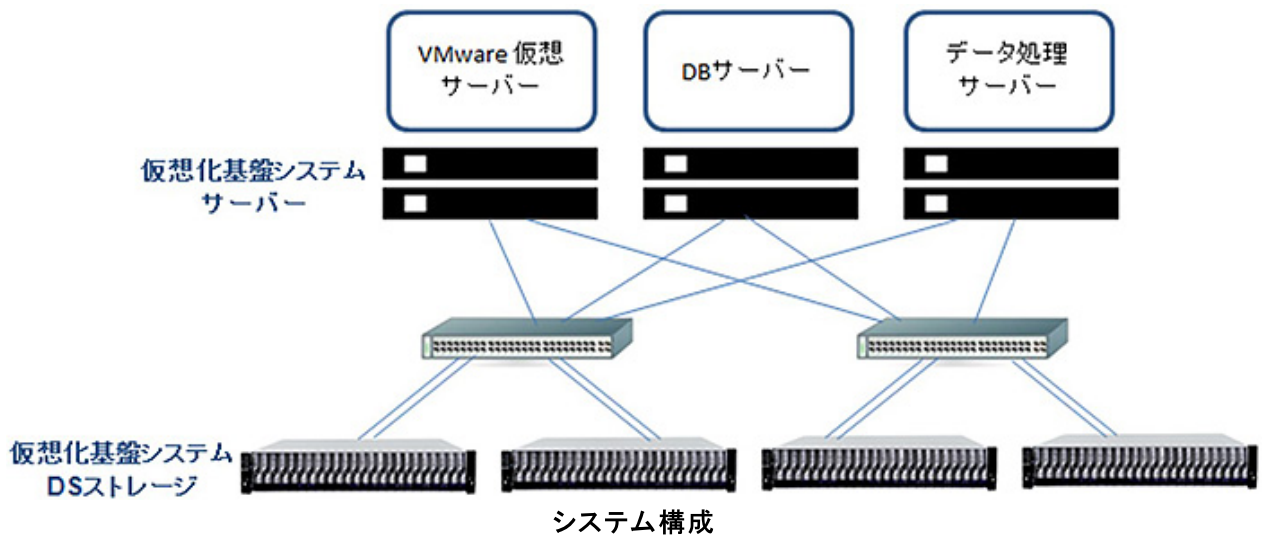 VMware 仮想
サーバー
DBサーバー
データ処理
サーバー
仮想化基盤システム
サーバー
仮想化基盤システム
DSストレージ
システム構成